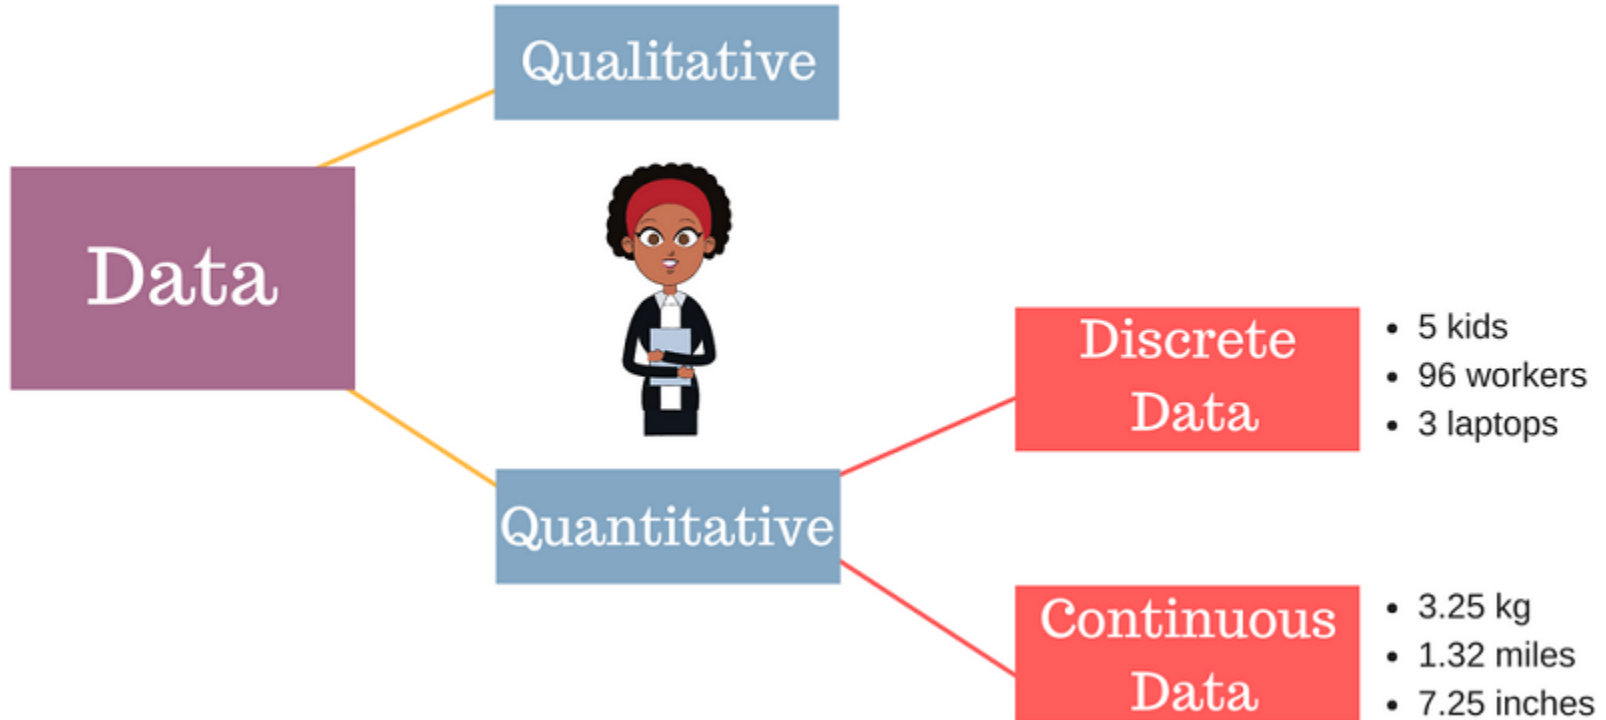 Qualitative
Data
Quantitative
Discrete
Data
• 5 kids
• 96 workers
• 3 laptops
Continuous
Data
• 3.25 kg
• 1.32 miles
• 7.25 inches